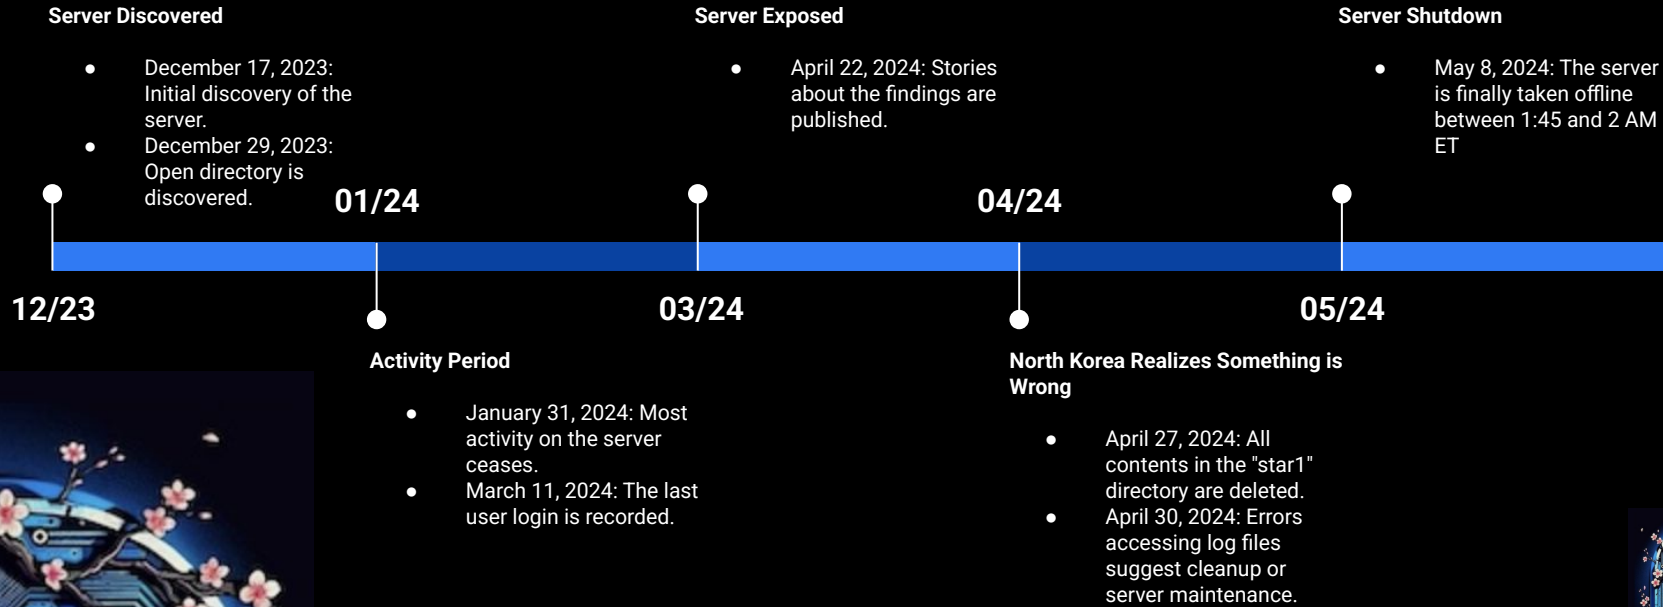 Server Discovered
● December 17, 2023:
Initial discovery of the
server.
● December 29, 2023:
Open directory is
discovered.
12/23
01/24
Activity Period
● January 31, 2024: Most
activity on the server
ceases.
● March 11, 2024: The last
user login is recorded.
Server Exposed
● April 22, 2024: Stories
about the findings are
published.
03/24
04/24
North Korea Realizes Something is
Wrong
● April 27, 2024: All
contents in the "star1"
directory are deleted.
● April 30, 2024: Errors
accessing log files
suggest cleanup or
server maintenance.
Server Shutdown
● May 8, 2024: The server
is finally taken offline
between 1:45 and 2 AM
ET
05/24